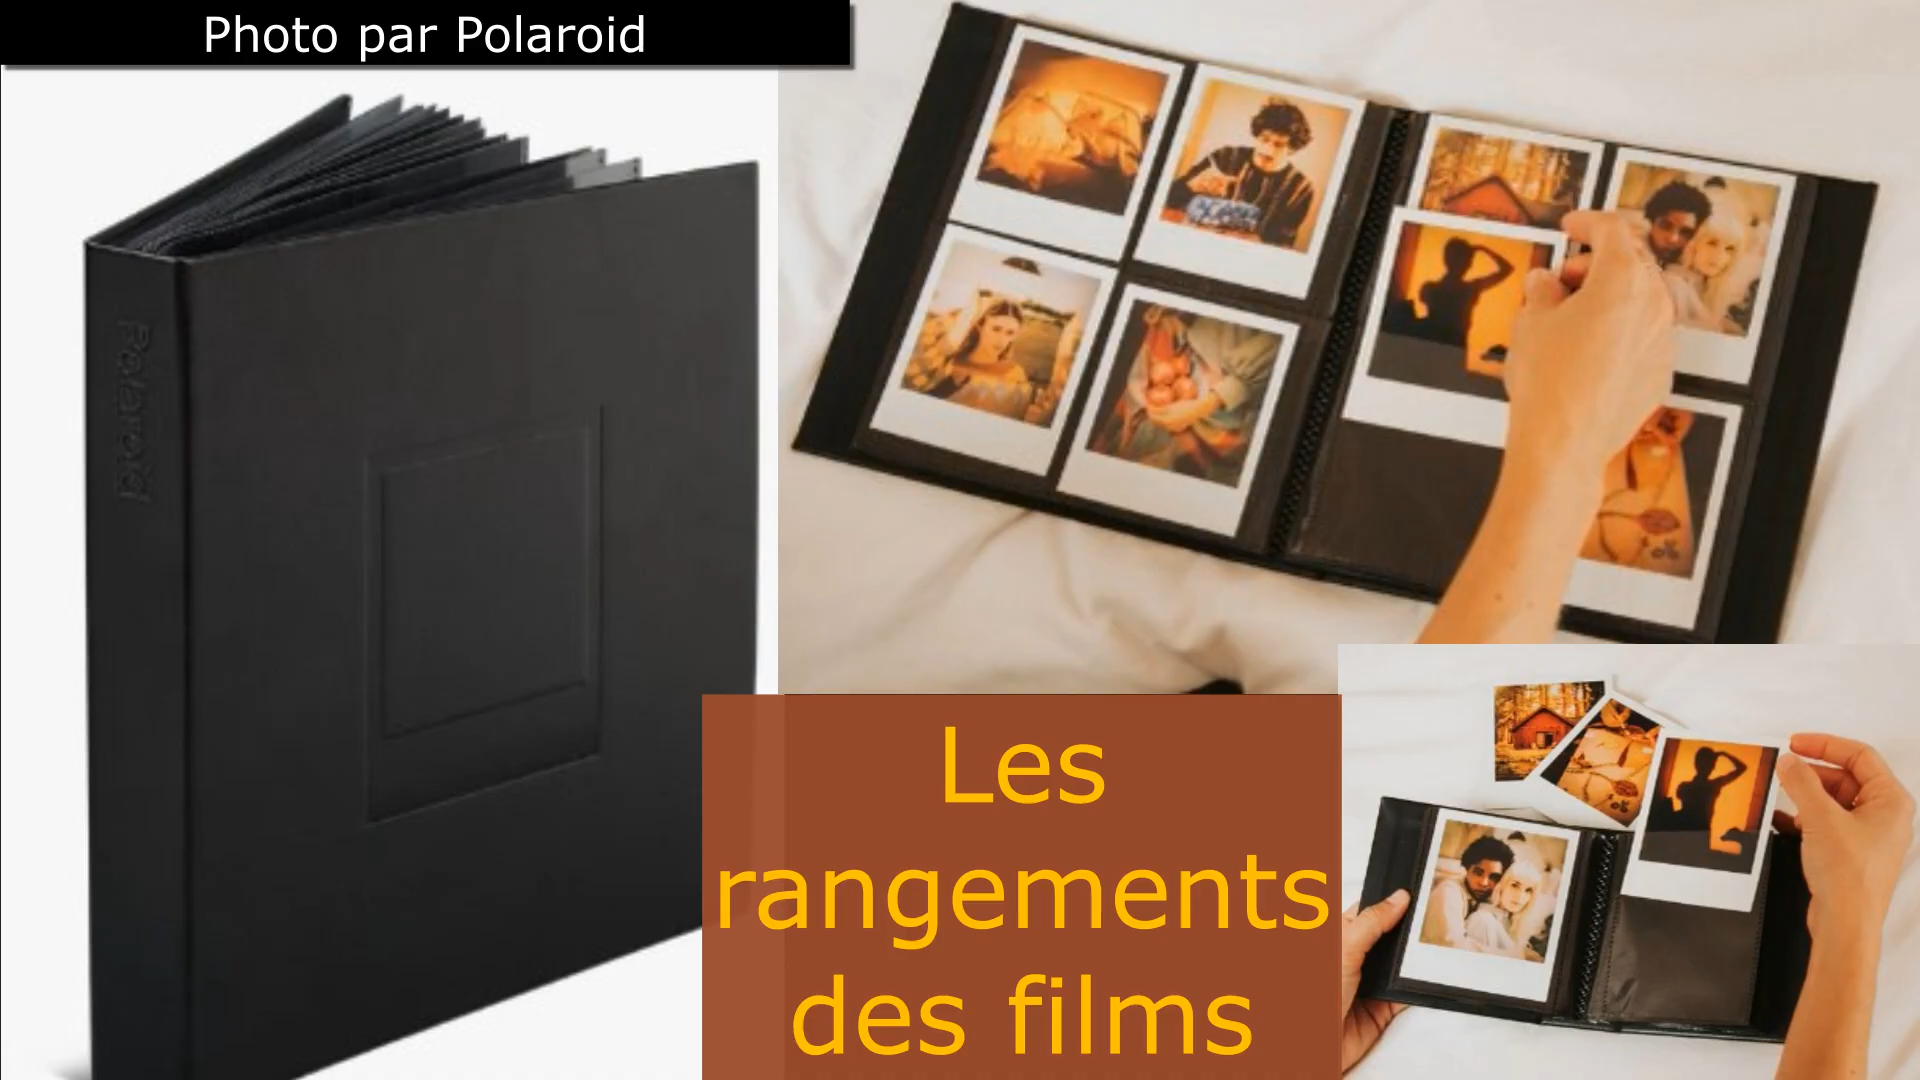 Photo par Polaroid
Polaroid
Les
rangements
des films